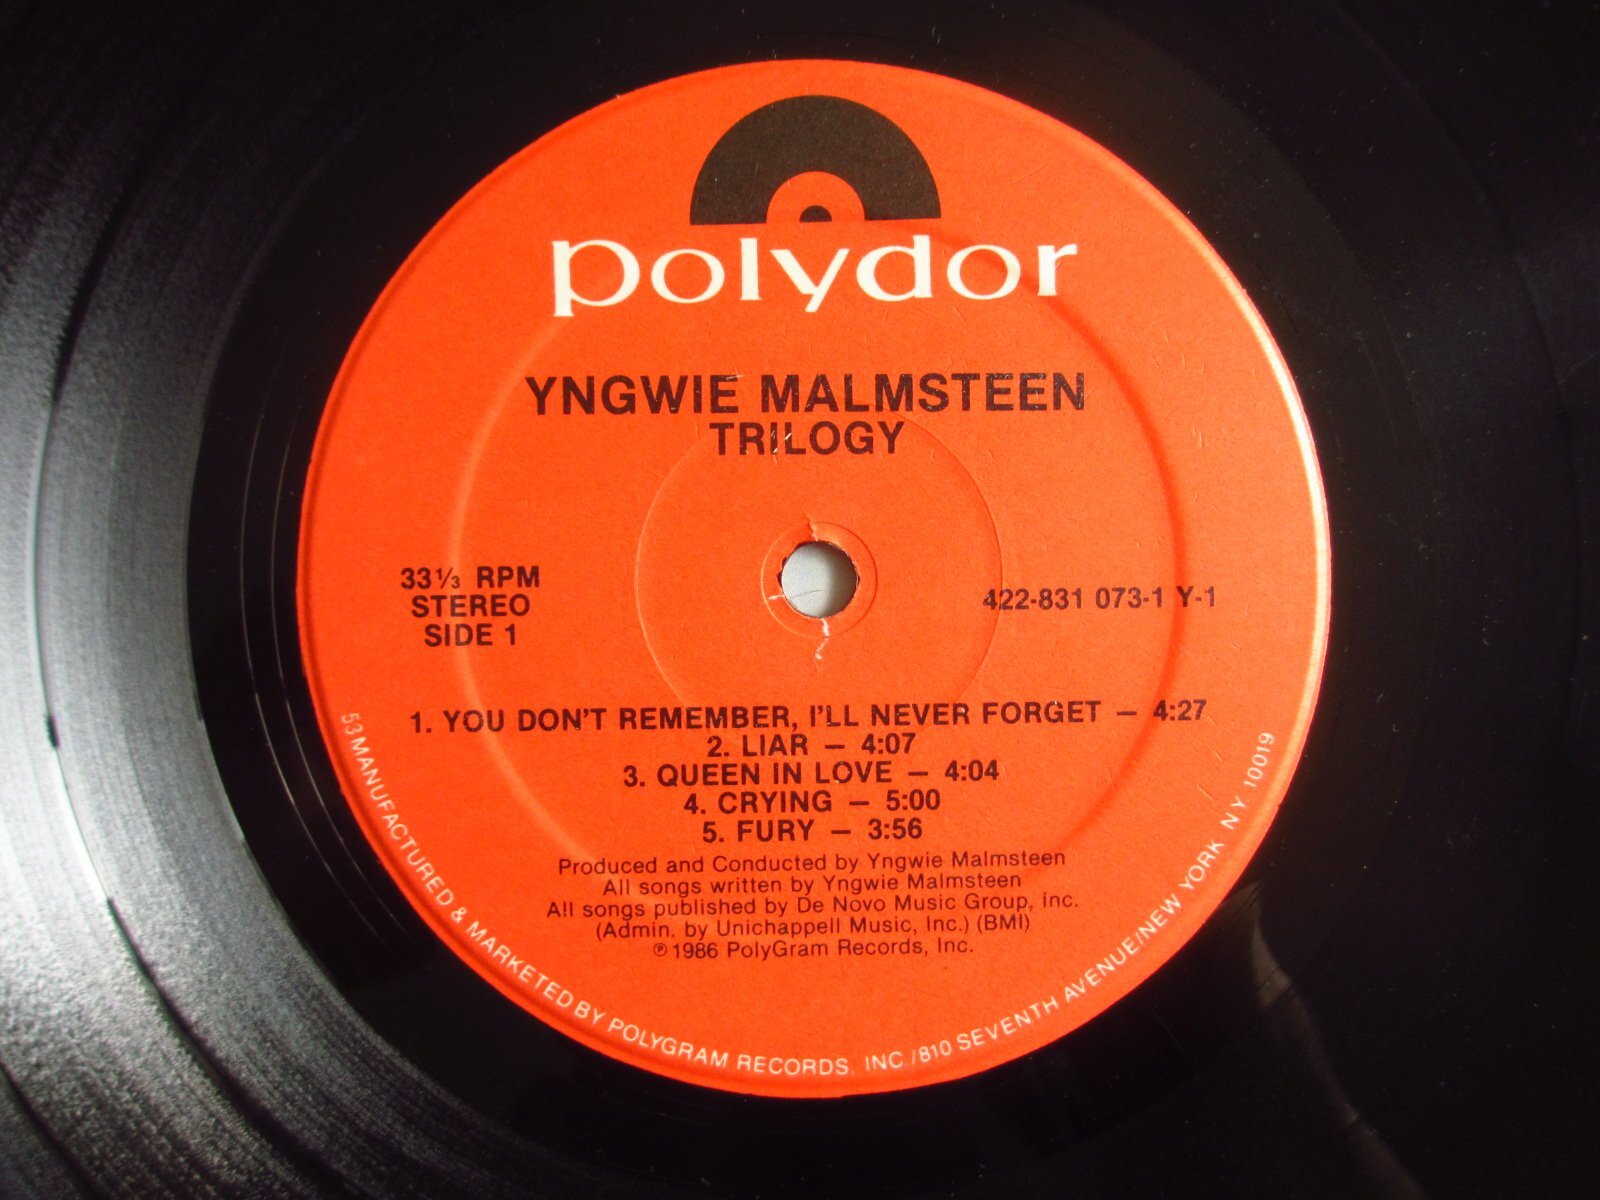 polydor
YNGWIE MALMSTEEN
TRILOGY
33⅓ RPM
STEREO
SIDE 1
422-831 073-1 Y-1
1. YOU DON'T REMEMBER, I'LL NEVER FORGET — 4:27
2. LIAR — 4:07
3. QUEEN IN LOVE — 4:04
4. CRYING — 5:00
5. FURY — 3:56
Produced and Conducted by Yngwie Malmsteen
All songs written by Yngwie Malmsteen
All songs published by De Novo Music Group, Inc.
(Admin. by Unichappell Music, Inc.) (BMI)
℗ 1986 PolyGram Records, Inc.
53 MANUFACTURED & MARKETED BY POLYGRAM RECORDS, INC./810 SEVENTH AVENUE/NEW YORK NY 10019